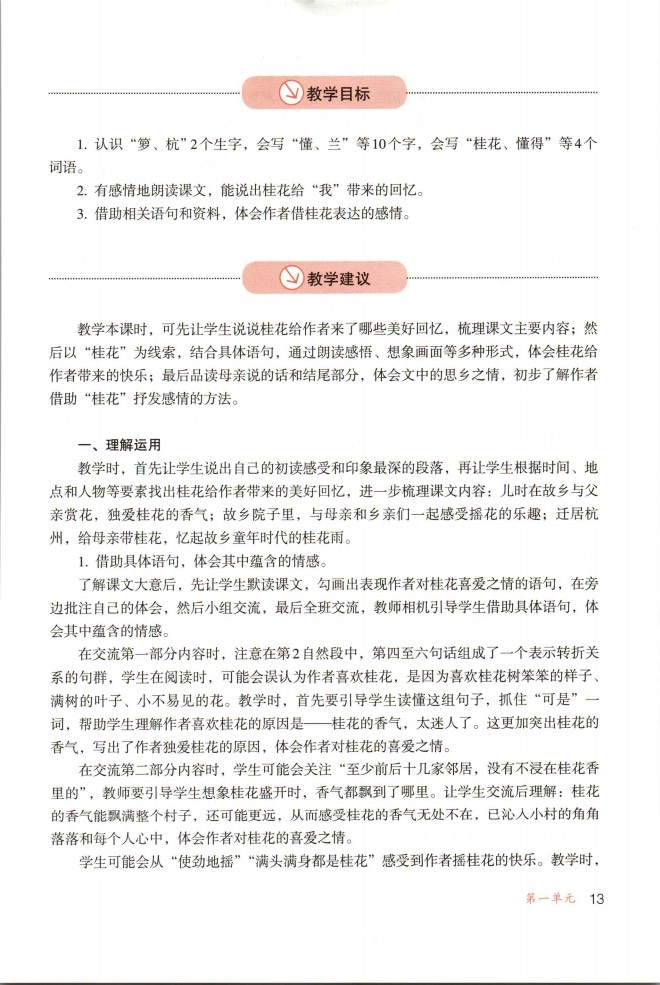 教学目标
1. 认识“箩、杭”2个生字，会写“懂、兰”等10个字，会写“桂花、懂得”等4个
词语。
2. 有感情地朗读课文，能说出桂花给“我”带来的回忆。
3. 借助相关语句和资料，体会作者借桂花表达的感情。
教学建议
教学本课时，可先让学生说说桂花给作者来了哪些美好回忆，梳理课文主要内容；然
后以“桂花”为线索，结合具体语句，通过朗读感悟、想象画面等多种形式，体会桂花给
作者带来的快乐；最后品读母亲说的话和结尾部分，体会文中的思乡之情，初步了解作者
借助“桂花”抒发感情的方法。
一、理解运用
教学时，首先让学生说出自己的初读感受和印象最深的段落，再让学生根据时间、地
点和人物等要素找出桂花给作者带来的美好回忆，进一步梳理课文内容：儿时在故乡与父
亲赏花，独爱桂花的香气；故乡院子里，与母亲和乡亲们一起感受摇花的乐趣；迁居杭
州，给母亲带桂花，忆起故乡童年时代的桂花雨。
1. 借助具体语句，体会其中蕴含的情感。
了解课文大意后，先让学生默读课文，勾画出表现作者对桂花喜爱之情的语句，在旁
边批注自己的体会，然后小组交流，最后全班交流，教师相机引导学生借助具体语句，体
会其中蕴含的情感。
在交流第一部分内容时，注意在第2自然段中，第四至六句话组成了一个表示转折关
系的句群，学生在阅读时，可能会误认为作者喜欢桂花，是因为喜欢桂花树笨笨的样子、
满树的叶子、小不易见的花。教学时，首先要引导学生读懂这组句子，抓住“可是”一
词，帮助学生理解作者喜欢桂花的原因是——桂花的香气，太迷人了。这更加突出桂花的
香气，写出了作者独爱桂花的原因，体会作者对桂花的喜爱之情。
在交流第二部分内容时，学生可能会关注“至少前后十几家邻居，没有不浸在桂花香
里的”，教师要引导学生想象桂花盛开时，香气都飘到了哪里。让学生交流后理解：桂花
的香气能飘满整个村子，还可能更远，从而感受桂花的香气无处不在，已沁入小村的角角
落落和每个人心中，体会作者对桂花的喜爱之情。
学生可能会从“使劲地摇”“满头满身都是桂花”感受到作者摇桂花的快乐。教学时，
第一单元 13